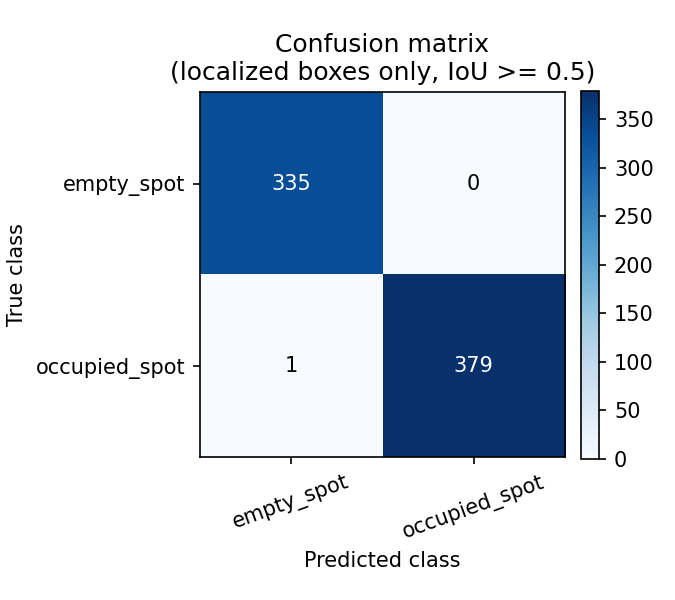 Confusion matrix
(localized boxes only, IoU >= 0.5)
True class
empty_spot
335
0
occupied_spot
1
379
empty_spot
occupied_spot
Predicted class
350
300
250
200
150
100
50
0